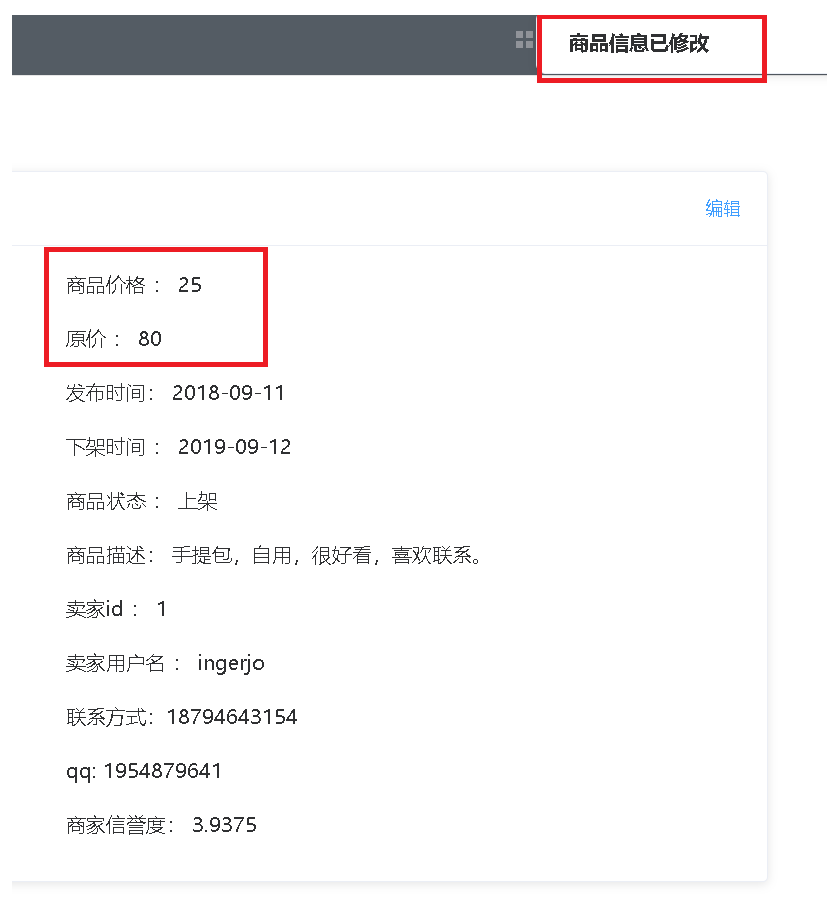 商品信息已修改
编辑
商品价格： 25
原价： 80
发布时间： 2018-09-11
下架时间： 2019-09-12
商品状态： 上架
商品描述： 手提包，自用，很好看，喜欢联系。
卖家id： 1
卖家用户名： ingerjo
联系方式：18794643154
qq: 1954879641
商家信誉度： 3.9375